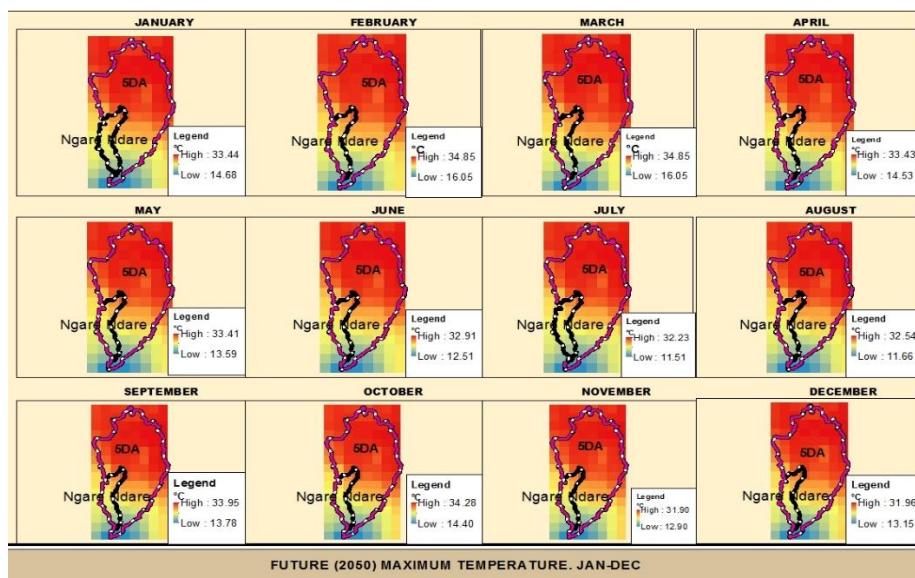 JANUARY
5DA
Ngare Ndare
Legend
°C
High : 33.44
Low : 14.68
FEBRUARY
5DA
Ngare Ndare
Legend
°C
High : 34.85
Low : 16.05
MARCH
5DA
Ngare Ndare
Legend
°C
High : 34.85
Low : 16.05
APRIL
5DA
Ngare Ndare
Legend
°C
High : 33.43
Low : 14.53
MAY
5DA
Ngare Ndare
Legend
°C
High : 33.41
Low : 13.59
JUNE
5DA
Ngare Ndare
Legend
°C
High : 32.91
Low : 12.51
JULY
5DA
Ngare Ndare
Legend
°C
High : 32.23
Low : 11.51
AUGUST
5DA
Ngare Ndare
Legend
°C
High : 32.54
Low : 11.66
SEPTEMBER
5DA
Ngare Ndare
Legend
°C
High : 33.95
Low : 13.78
OCTOBER
5DA
Ngare Ndare
Legend
°C
High : 34.28
Low : 14.40
NOVEMBER
5DA
Ngare Ndare
Legend
°C
High : 31.90
Low : 12.90
DECEMBER
5DA
Ngare Ndare
Legend
°C
High : 31.96
Low : 13.15
FUTURE (2050) MAXIMUM TEMPERATURE. JAN-DEC